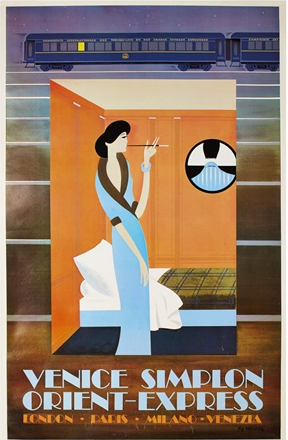 VENICE SIMPLON
ORIENT-EXPRESS
LONDON · PARIS · MILANO · VENEZIA